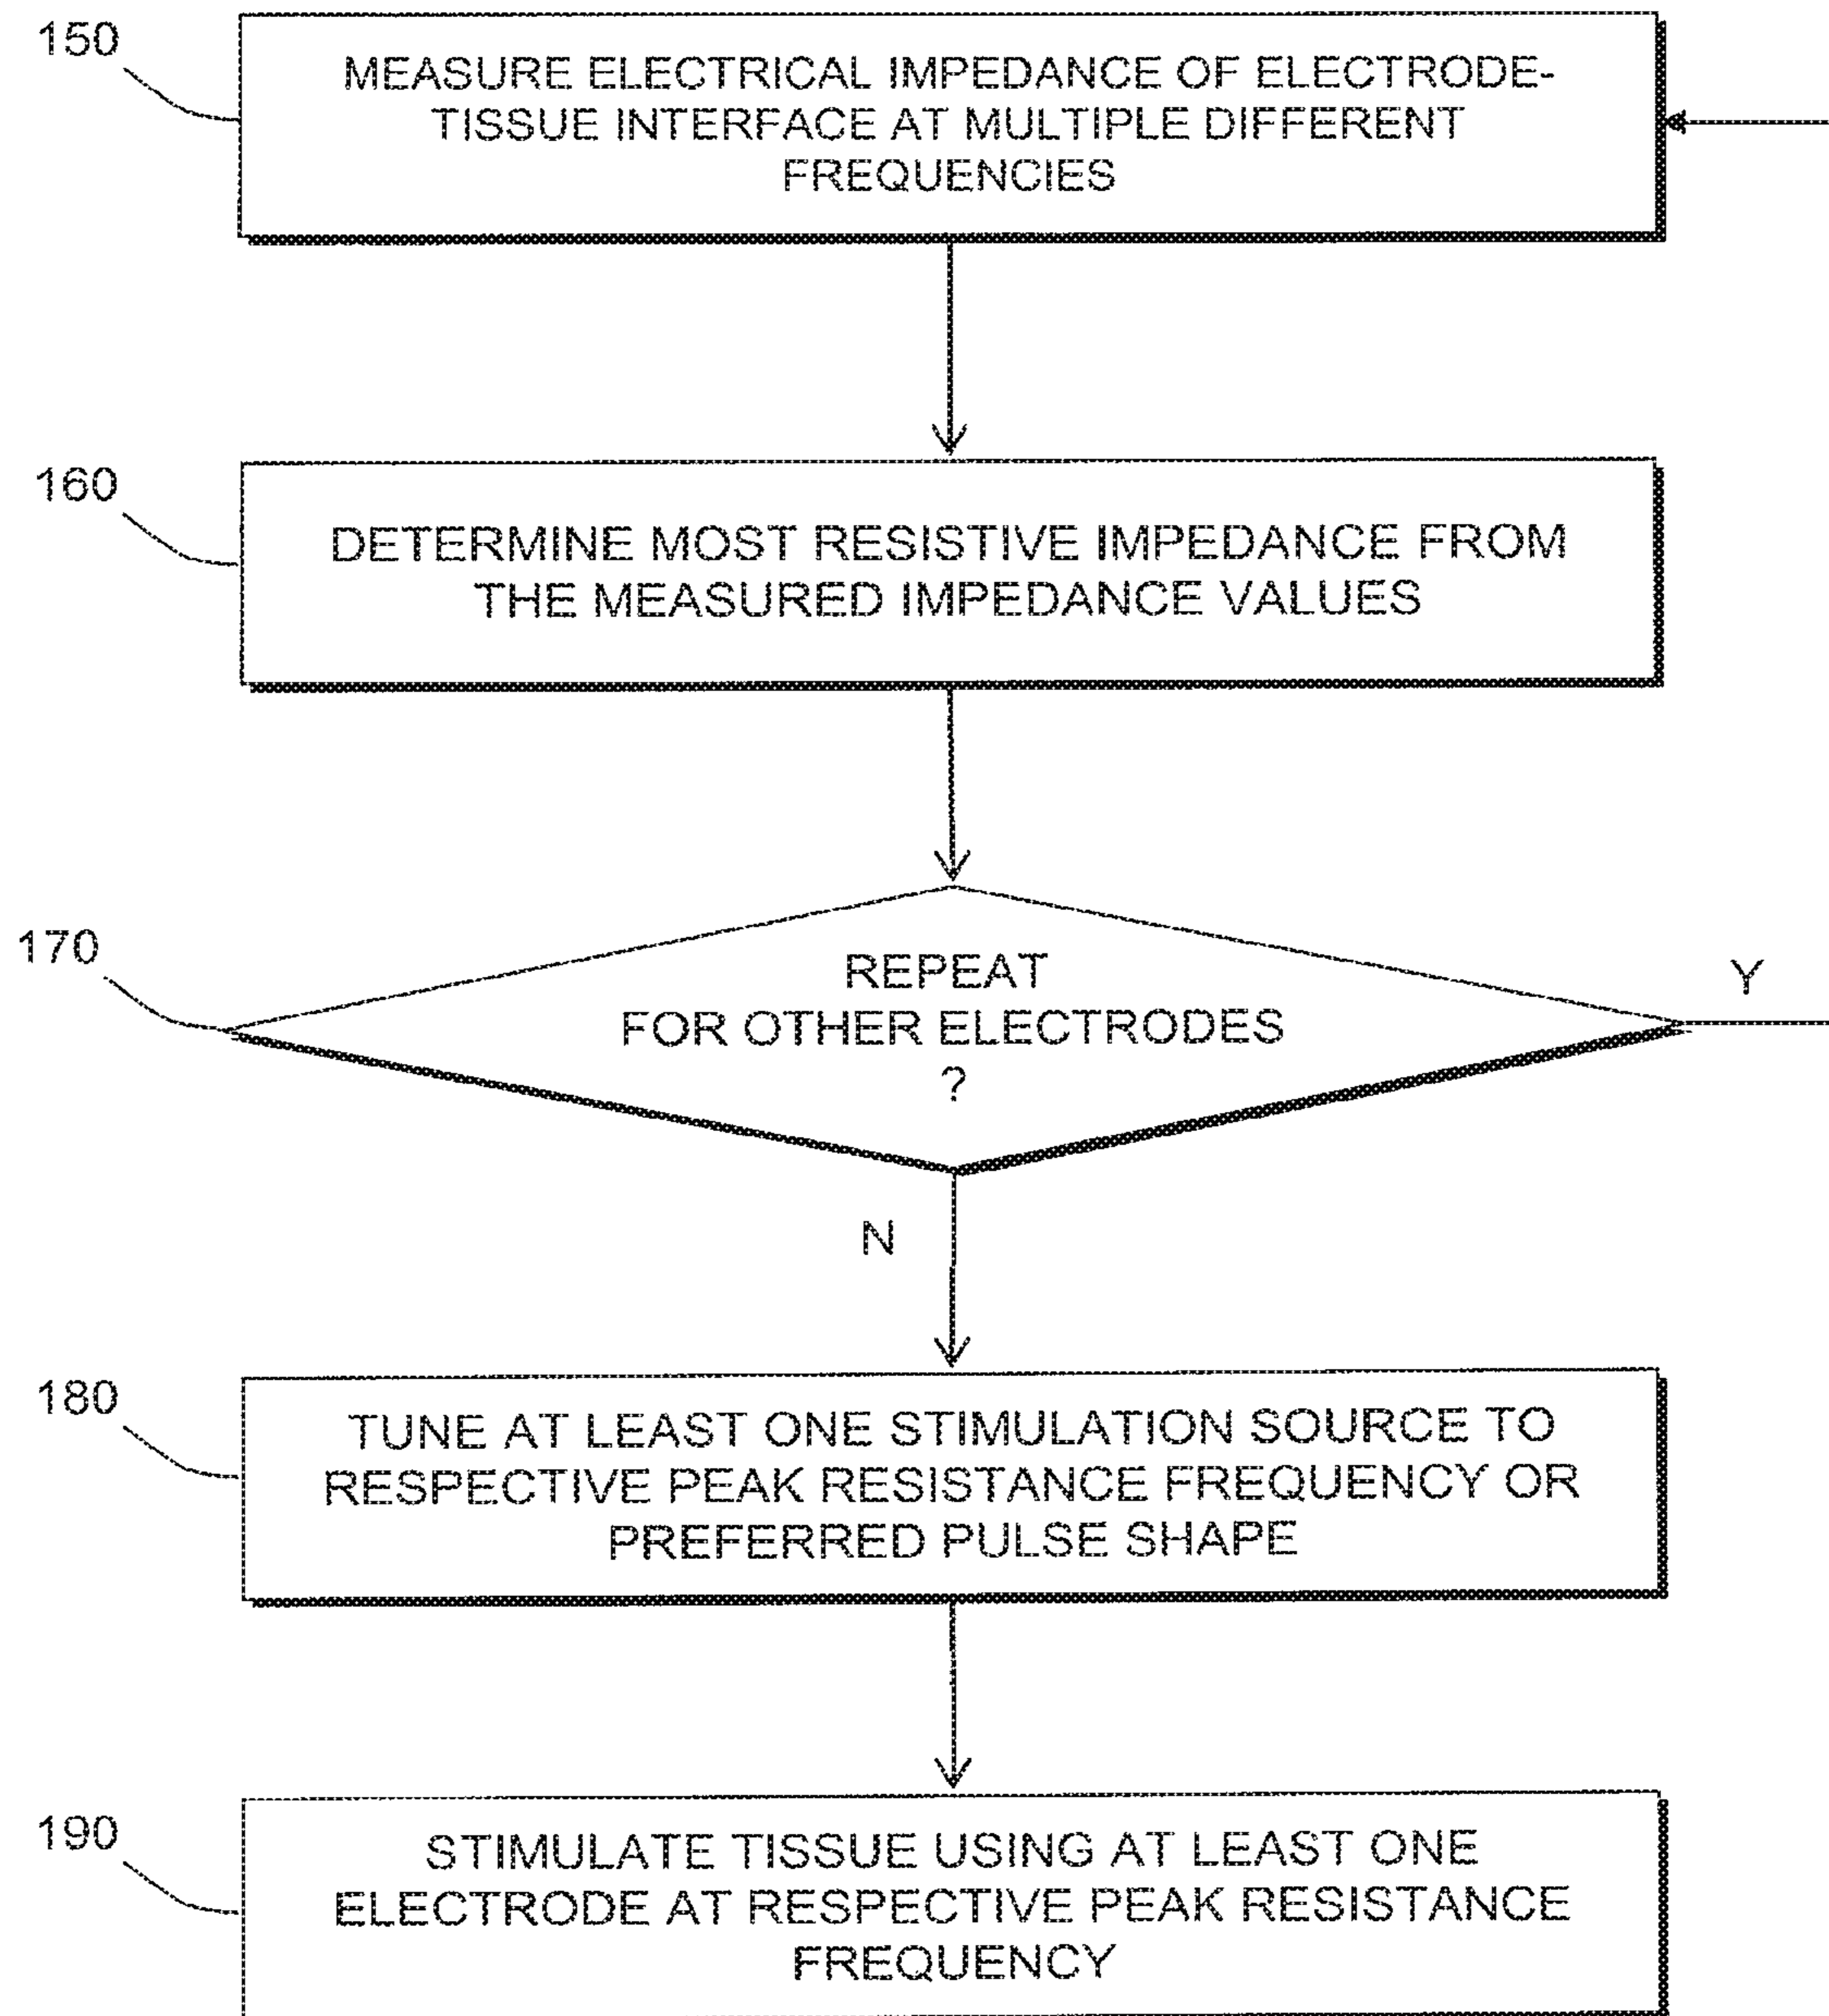 150
MEASURE ELECTRICAL IMPEDANCE OF ELECTRODE-
TISSUE INTERFACE AT MULTIPLE DIFFERENT
FREQUENCIES
160
DETERMINE MOST RESISTIVE IMPEDANCE FROM
THE MEASURED IMPEDANCE VALUES
170
REPEAT
FOR OTHER ELECTRODES
?
Y
N
180
TUNE AT LEAST ONE STIMULATION SOURCE TO
RESPECTIVE PEAK RESISTANCE FREQUENCY OR
PREFERRED PULSE SHAPE
190
STIMULATE TISSUE USING AT LEAST ONE
ELECTRODE AT RESPECTIVE PEAK RESISTANCE
FREQUENCY